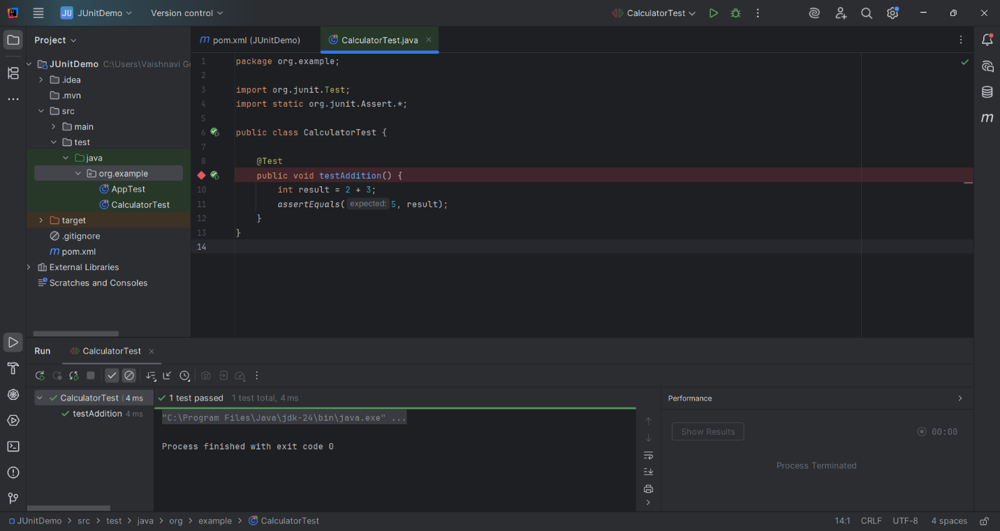 JU JUnitDemo Version control CalculatorTest
Project
pom.xml (JUnitDemo) CalculatorTest.java
JUnitDemo C:\Users\Vaishnavi Go
.idea
.mvn
src
main
test
java
org.example
AppTest
CalculatorTest
target
.gitignore
m pom.xml
External Libraries
Scratches and Consoles
1 package org.example;
2
3 import org.junit.Test;
4 import static org.junit.Assert.*;
5
6 public class CalculatorTest {
7
8 @Test
public void testAddition() {
10 int result = 2 + 3;
11 assertEquals( expected: 5, result);
12 }
13 }
14
Run CalculatorTest
CalculatorTest (4 ms
testAddition 4 ms
1 test passed 1 test total, 4 ms
"C:\Program Files\Java\jdk-24\bin\java.exe" ...
Process finished with exit code 0
Performance
Show Results 00:00
Process Terminated
JUnitDemo > src > test > java > org > example > CalculatorTest
14:1 CRLF UTF-8 4 spaces